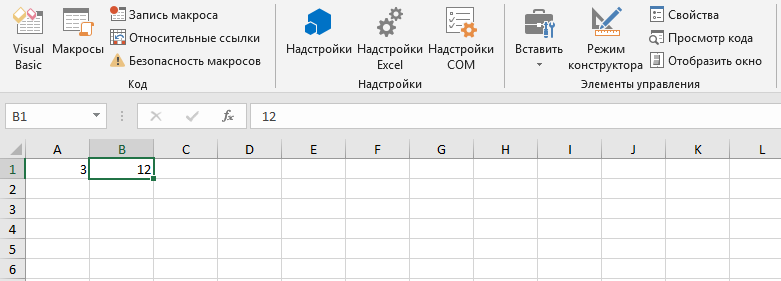 Visual Basic
Макросы
Запись макроса
Относительные ссылки
Безопасность макросов
Код
Надстройки
Надстройки Excel
Надстройки COM
Надстройки
Вставить
Режим конструктора
Свойства
Просмотр кода
Отобразить окно
Элементы управления
B1 fx 12
A B C D E F G H I J K L
1 3 12
2
3
4
5
6